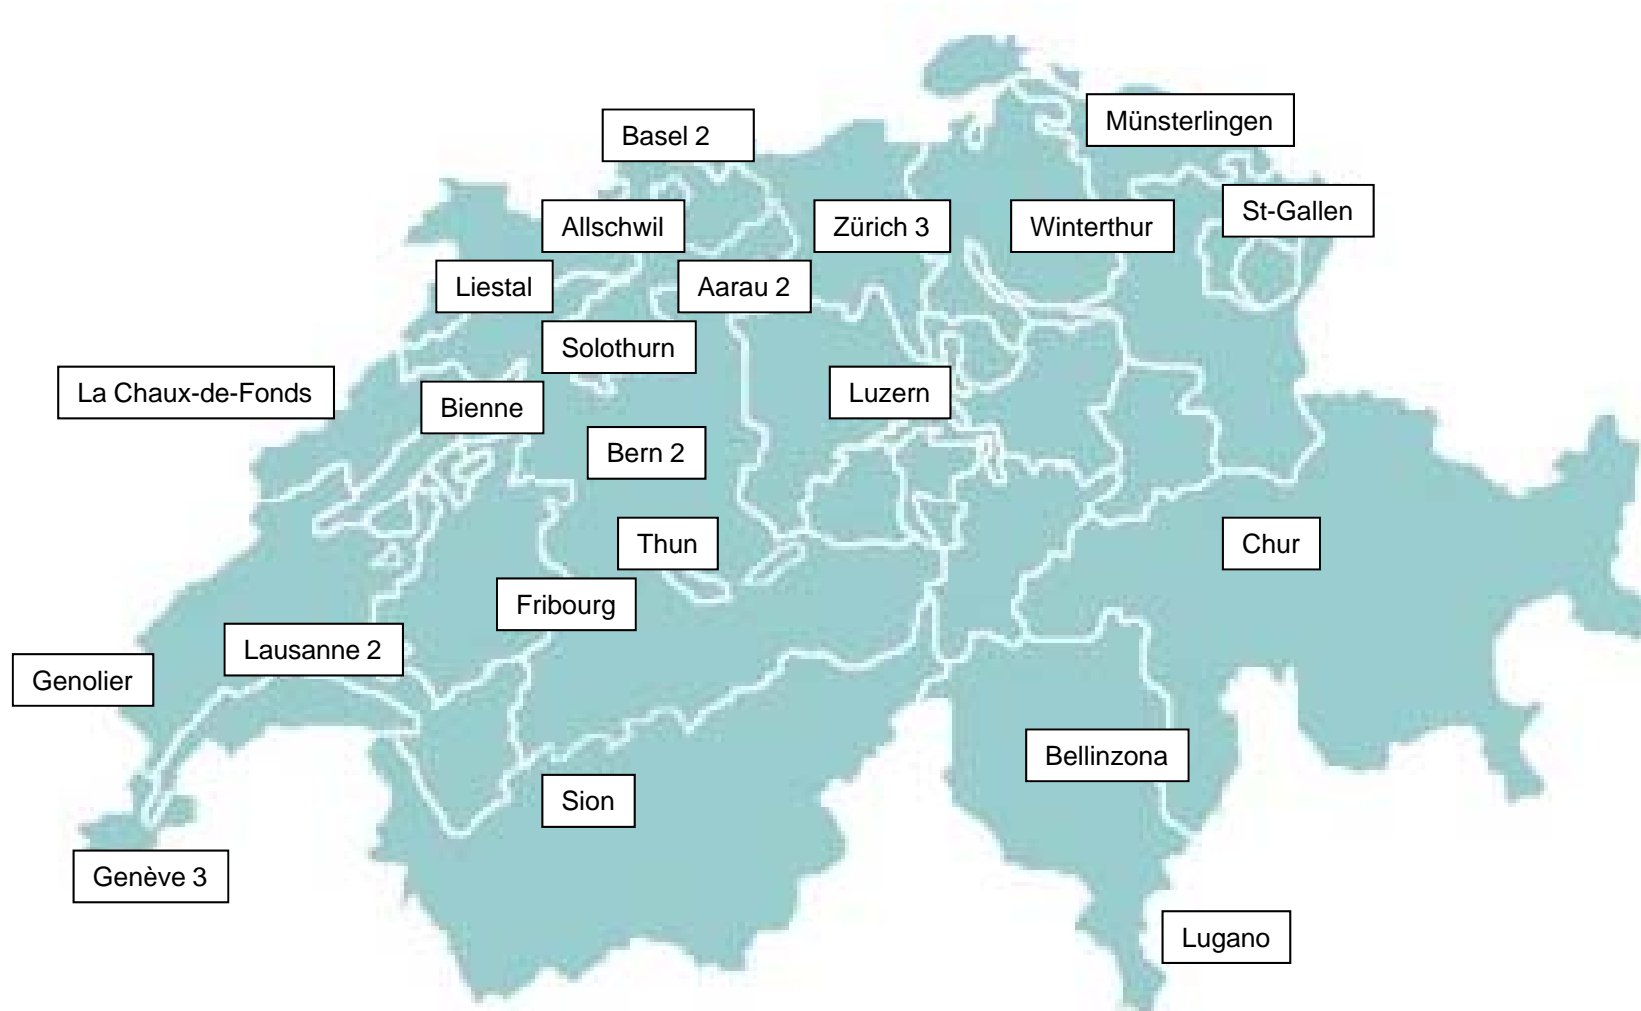 Münsterlingen
Basel 2
St-Gallen
Allschwil
Zürich 3
Winterthur
Liestal
Aarau 2
Solothurn
La Chaux-de-Fonds
Luzern
Bienne
Bern 2
Thun
Chur
Fribourg
Lausanne 2
Genolier
Bellinzona
Sion
Genève 3
Lugano